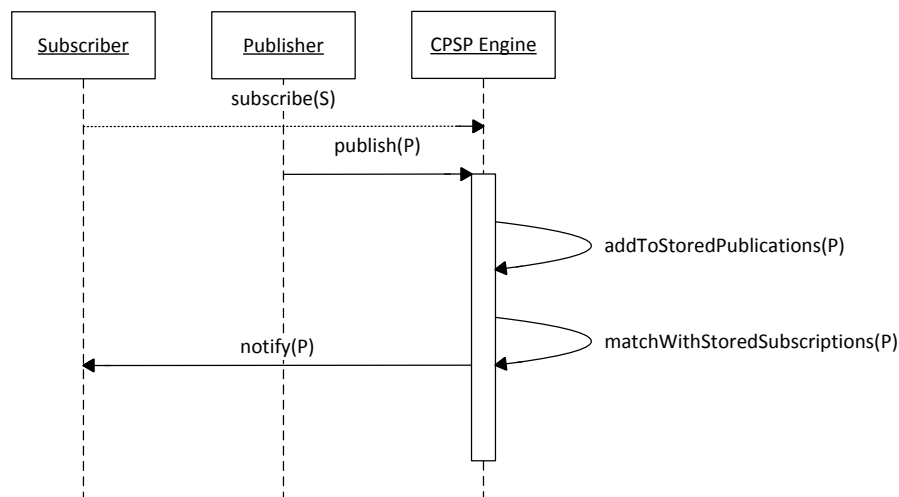 Subscriber
Publisher
CPSP Engine
subscribe(S)
publish(P)
addToStoredPublications(P)
matchWithStoredSubscriptions(P)
notify(P)